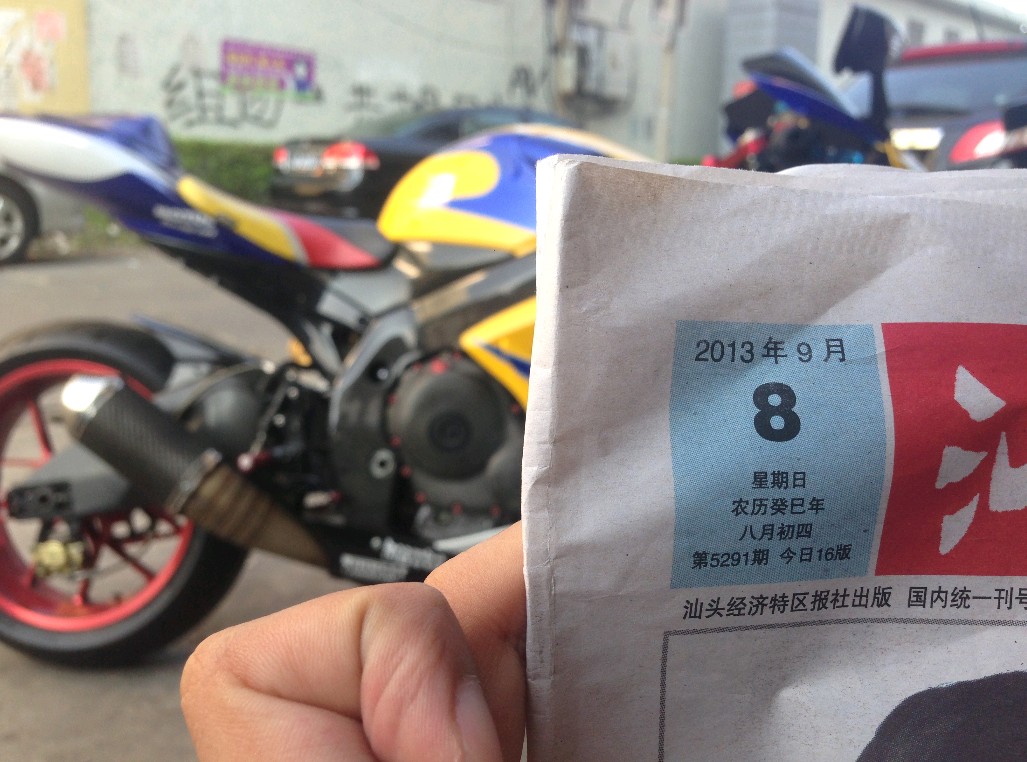 2013年9月
8
星期日
农历癸巳年
八月初四
第5291期 今日16版
汕
汕头经济特区报社出版 国内统一刊号